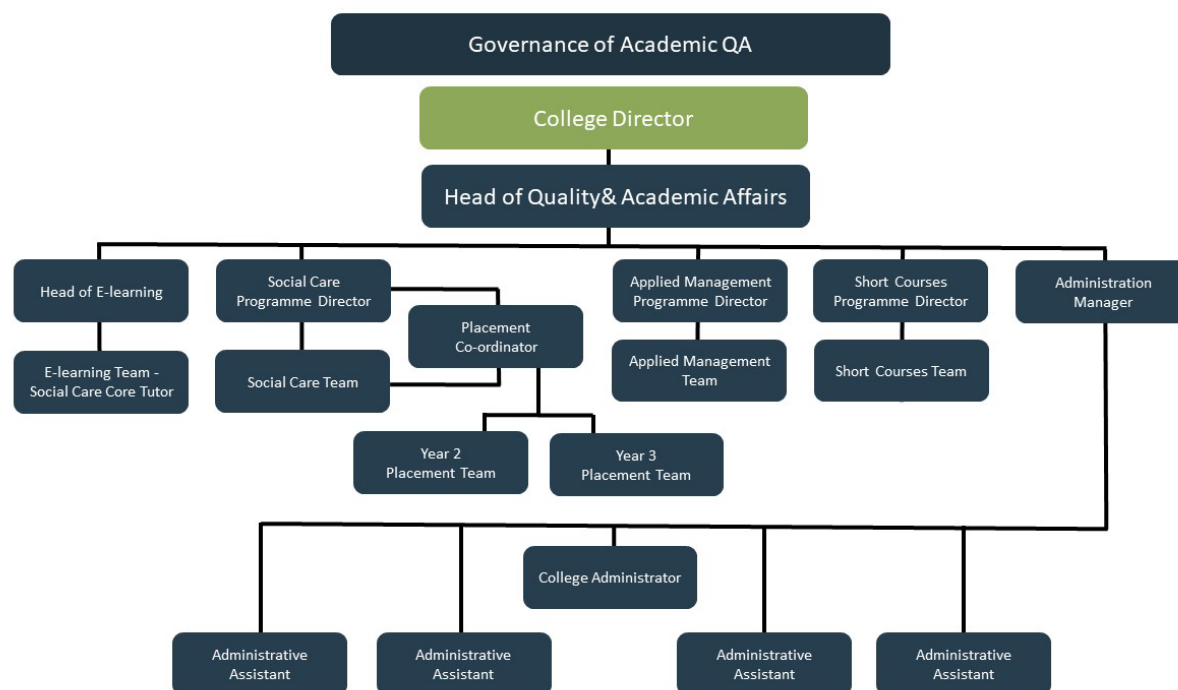 Governance of Academic QA
College Director
Head of Quality& Academic Affairs
Head of E-learning
Social Care
Programme Director
Applied Management
Programme Director
Short Courses
Programme Director
Administration
Manager
Placement
Co-ordinator
E-learning Team -
Social Care Core Tutor
Social Care Team
Applied Management
Team
Short Courses Team
Year 2
Placement Team
Year 3
Placement Team
College Administrator
Administrative
Assistant
Administrative
Assistant
Administrative
Assistant
Administrative
Assistant